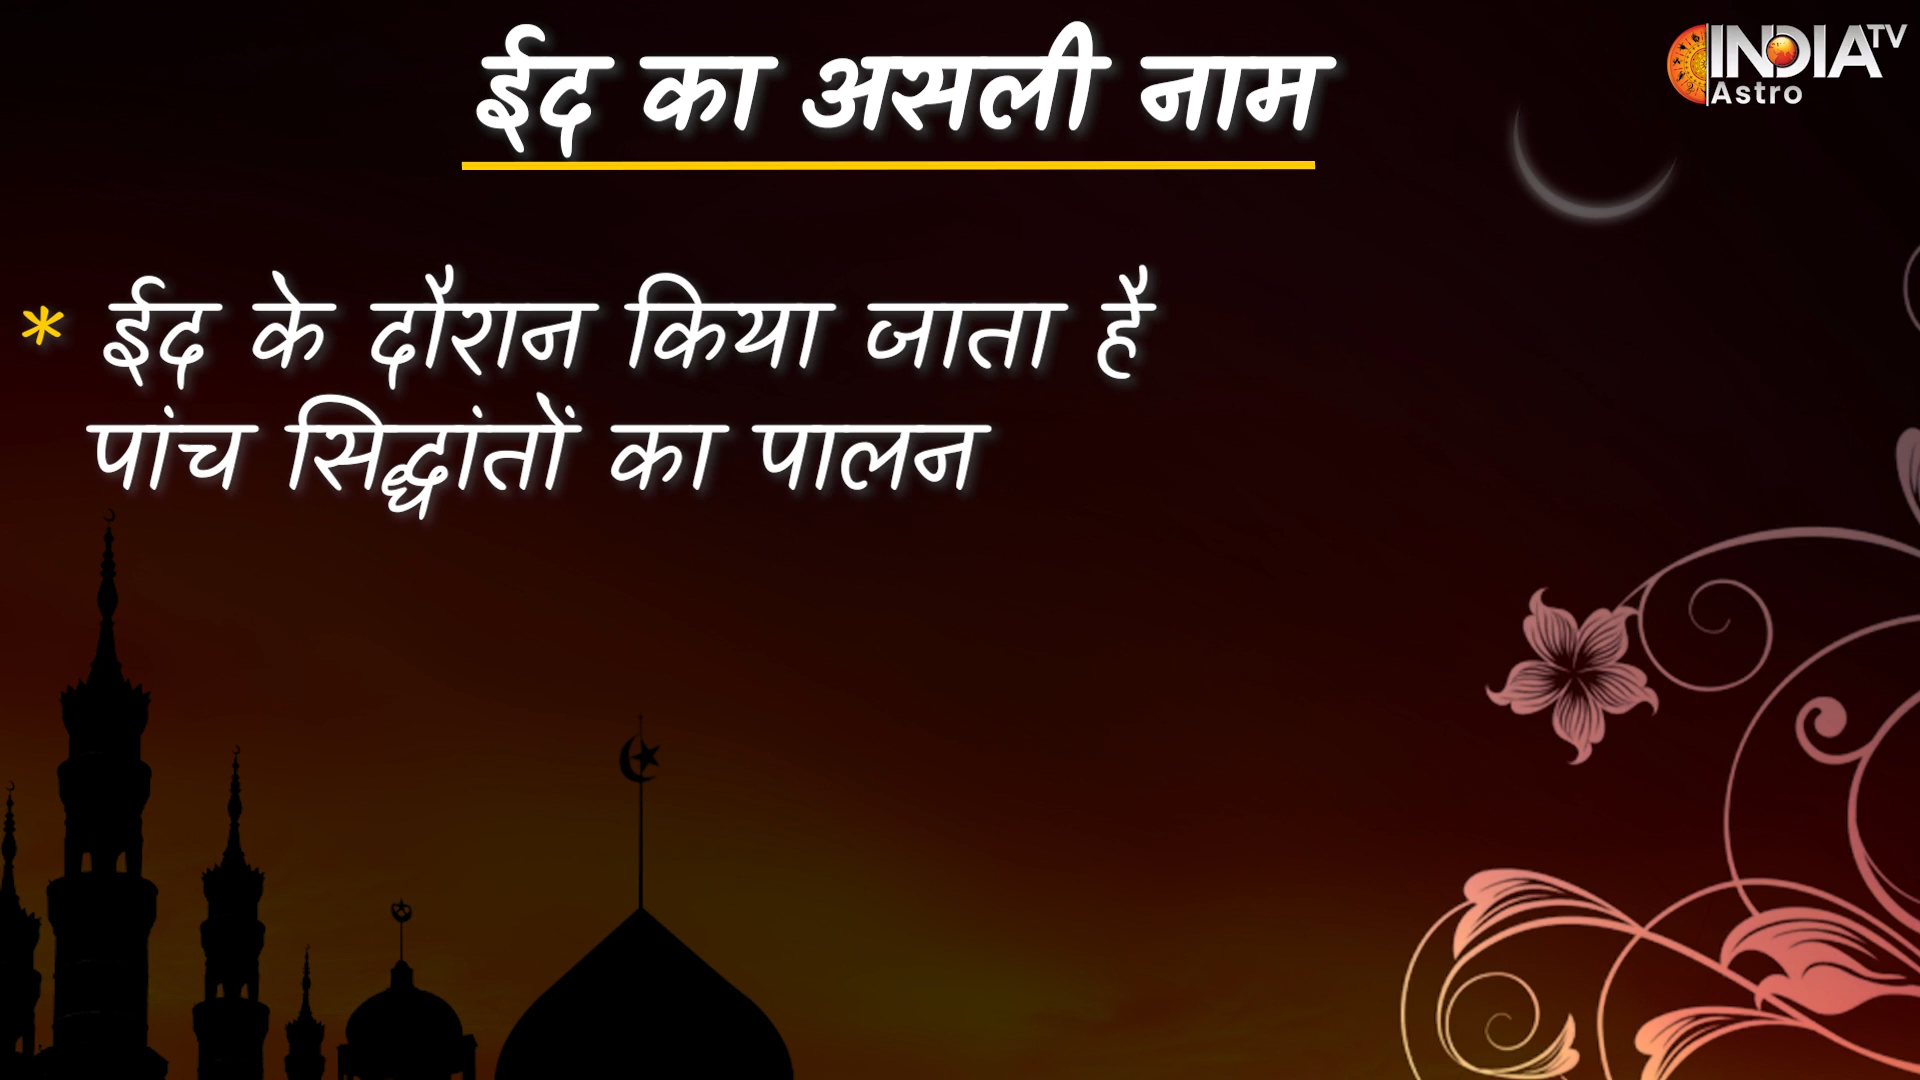 ईद का असली नाम
INDIA TV
Astro
* ईद के दौरान किया जाता है
पांच सिद्धांतों का पालन